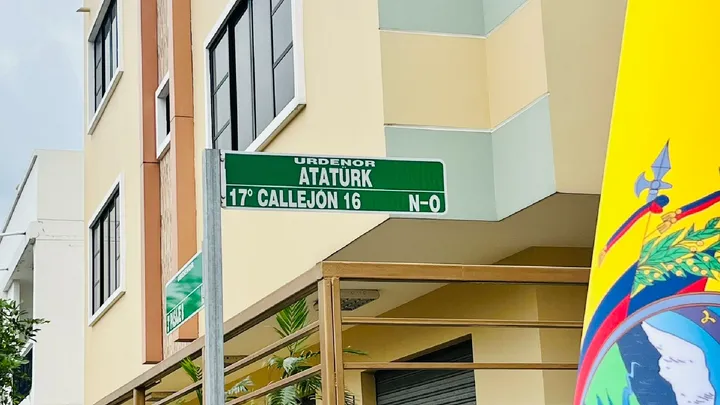 URDENOR
ATATÜRK
17° CALLEJÓN 16 N-O